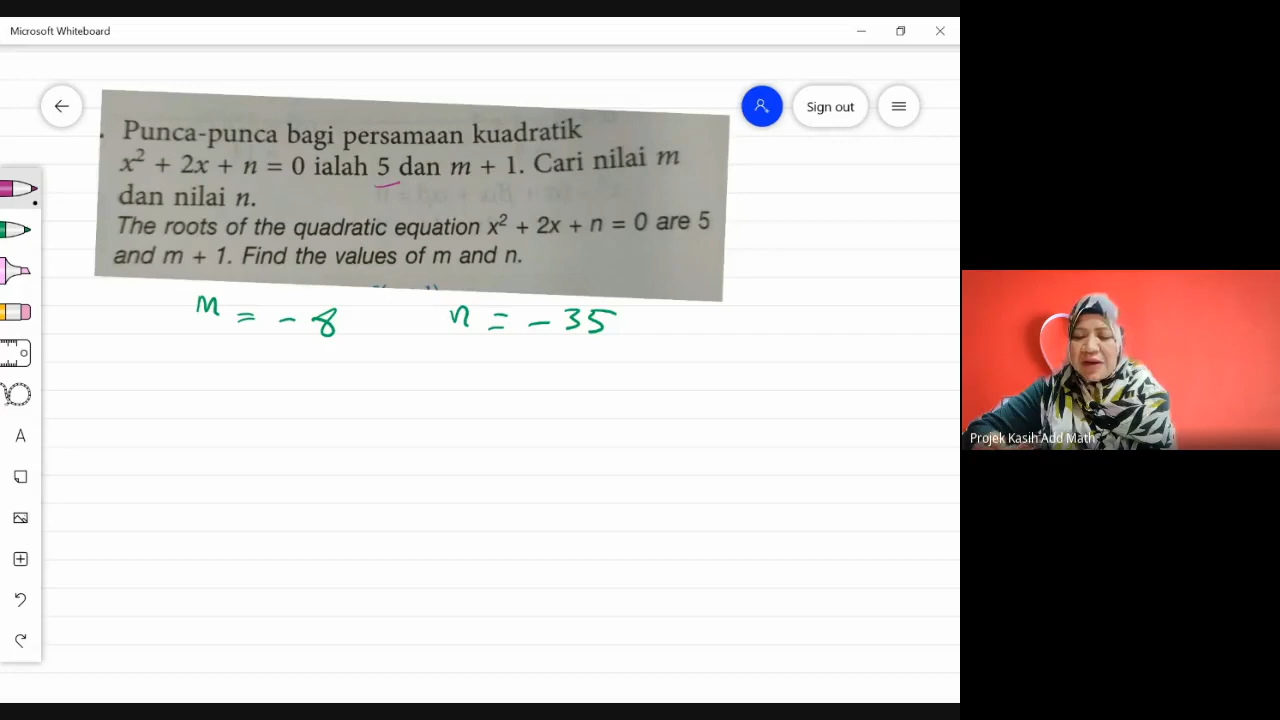 Microsoft Whiteboard
Sign out
Punca-punca bagi persamaan kuadratik
x² + 2x + n = 0 ialah 5 dan m + 1. Cari nilai m
dan nilai n.
The roots of the quadratic equation x² + 2x + n = 0 are 5
and m + 1. Find the values of m and n.
m = - 8 n = - 35
Projek Kasih Add Math